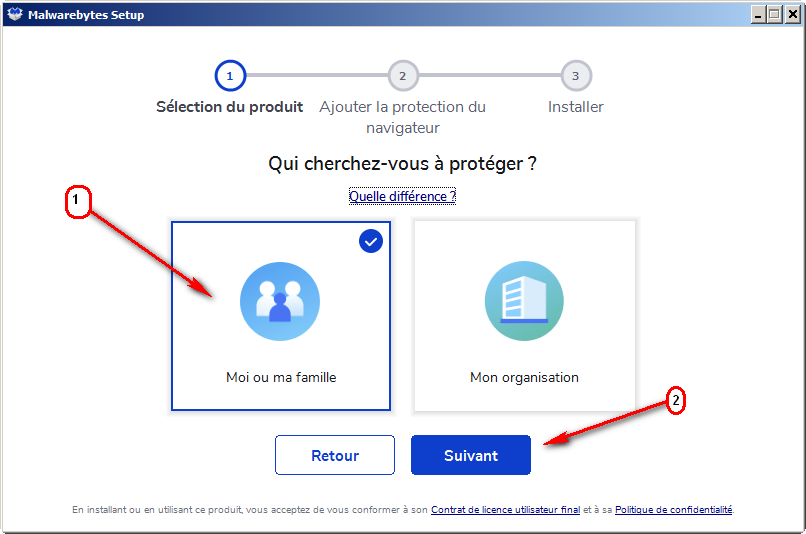 Malwarebytes Setup
1 2 3
Sélection du produit Ajouter la protection du navigateur Installer
Qui cherchez-vous à protéger ?
Quelle différence ?
1
Moi ou ma famille Mon organisation
2
Retour Suivant
En installant ou en utilisant ce produit, vous acceptez de vous conformer à son Contrat de licence utilisateur final et à sa Politique de confidentialité.